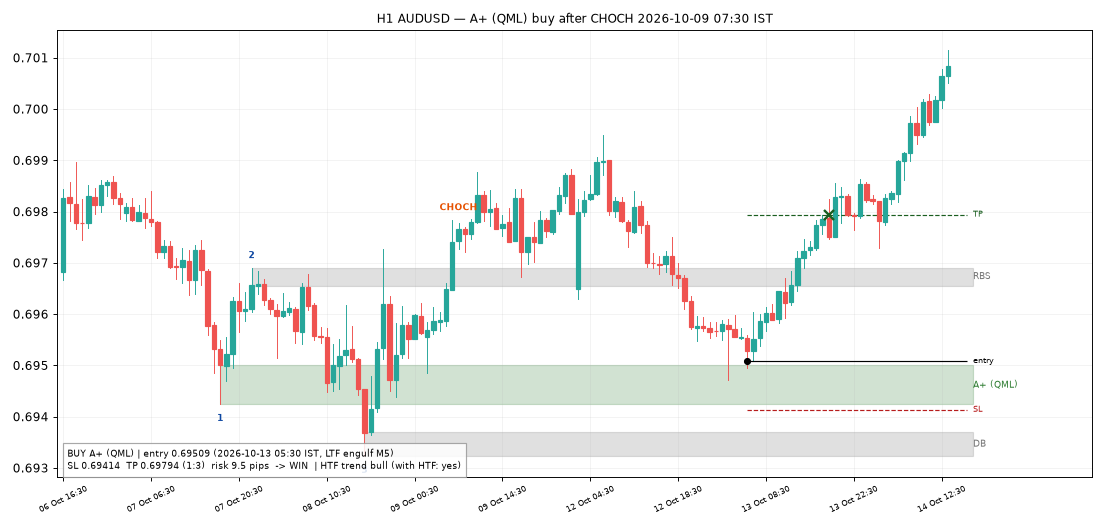 H1 AUDUSD — A+ (QML) buy after CHOCH 2026-10-09 07:30 IST
0.701
0.700
0.699
0.698
0.697
0.696
0.695
0.694
0.693
CHOCH
2
1
TP
RBS
entry
A+ (QML)
SL
DB
BUY A+ (QML) | entry 0.69509 (2026-10-13 05:30 IST, LTF engulf M5)
SL 0.69414  TP 0.69794 (1:3)  risk 9.5 pips  -> WIN  | HTF trend bull (with HTF: yes)
06 Oct 16:30
07 Oct 06:30
07 Oct 20:30
08 Oct 10:30
09 Oct 00:30
09 Oct 14:30
12 Oct 04:30
12 Oct 18:30
13 Oct 08:30
13 Oct 22:30
14 Oct 12:30